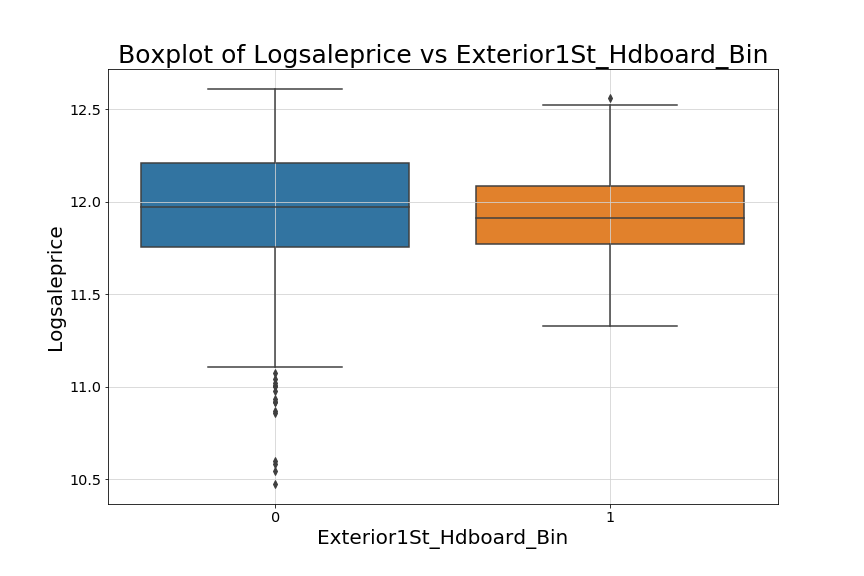 Boxplot of Logsaleprice vs Exterior1St_Hdboard_Bin
12.5
12.0
11.5
11.0
10.5
Logsaleprice
0 1
Exterior1St_Hdboard_Bin